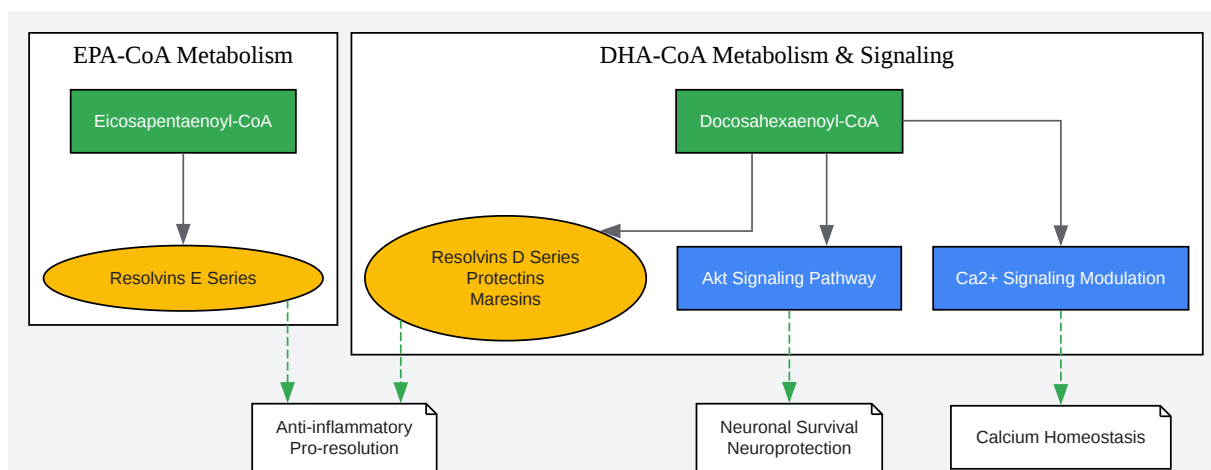 EPA-CoA Metabolism
DHA-CoA Metabolism & Signaling
Eicosapentaenoyl-CoA
Docosahexaenoyl-CoA
Resolvins E Series
Resolvins D Series
Protectins
Maresins
Akt Signaling Pathway
Ca2+ Signaling Modulation
Anti-inflammatory
Pro-resolution
Neuronal Survival
Neuroprotection
Calcium Homeostasis